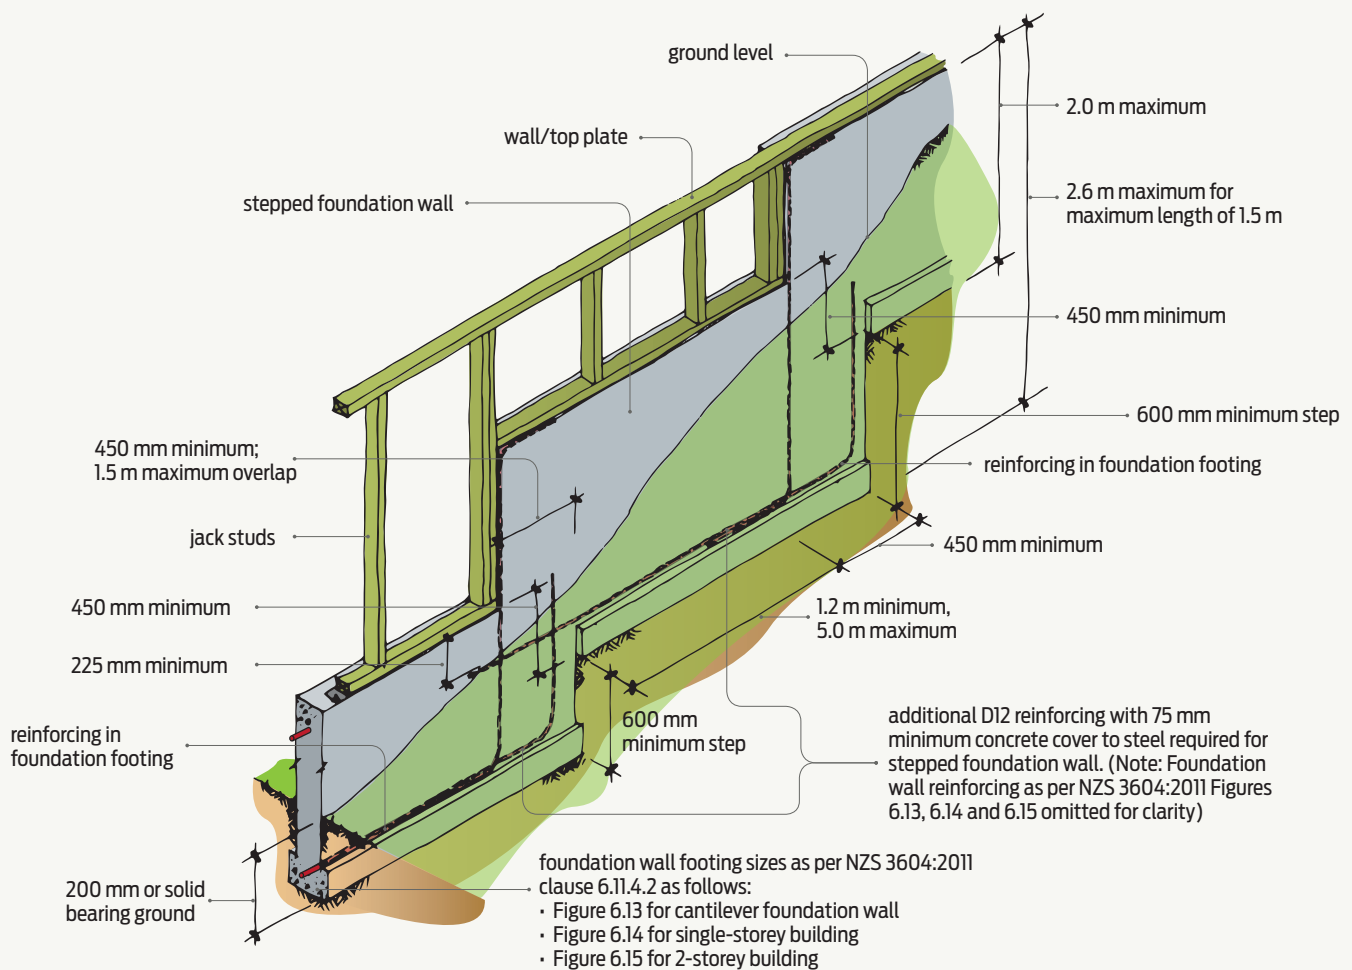 ground level
2.0 m maximum
wall/top plate
2.6 m maximum for
maximum length of 1.5 m
stepped foundation wall
450 mm minimum
600 mm minimum step
450 mm minimum;
1.5 m maximum overlap
reinforcing in foundation footing
jack studs
450 mm minimum
450 mm minimum
1.2 m minimum,
5.0 m maximum
225 mm minimum
600 mm
minimum step
reinforcing in
foundation footing
additional D12 reinforcing with 75 mm
minimum concrete cover to steel required for
stepped foundation wall. (Note: Foundation
wall reinforcing as per NZS 3604:2011 Figures
6.13, 6.14 and 6.15 omitted for clarity)
200 mm or solid
bearing ground
foundation wall footing sizes as per NZS 3604:2011
clause 6.11.4.2 as follows:
· Figure 6.13 for cantilever foundation wall
· Figure 6.14 for single-storey building
· Figure 6.15 for 2-storey building